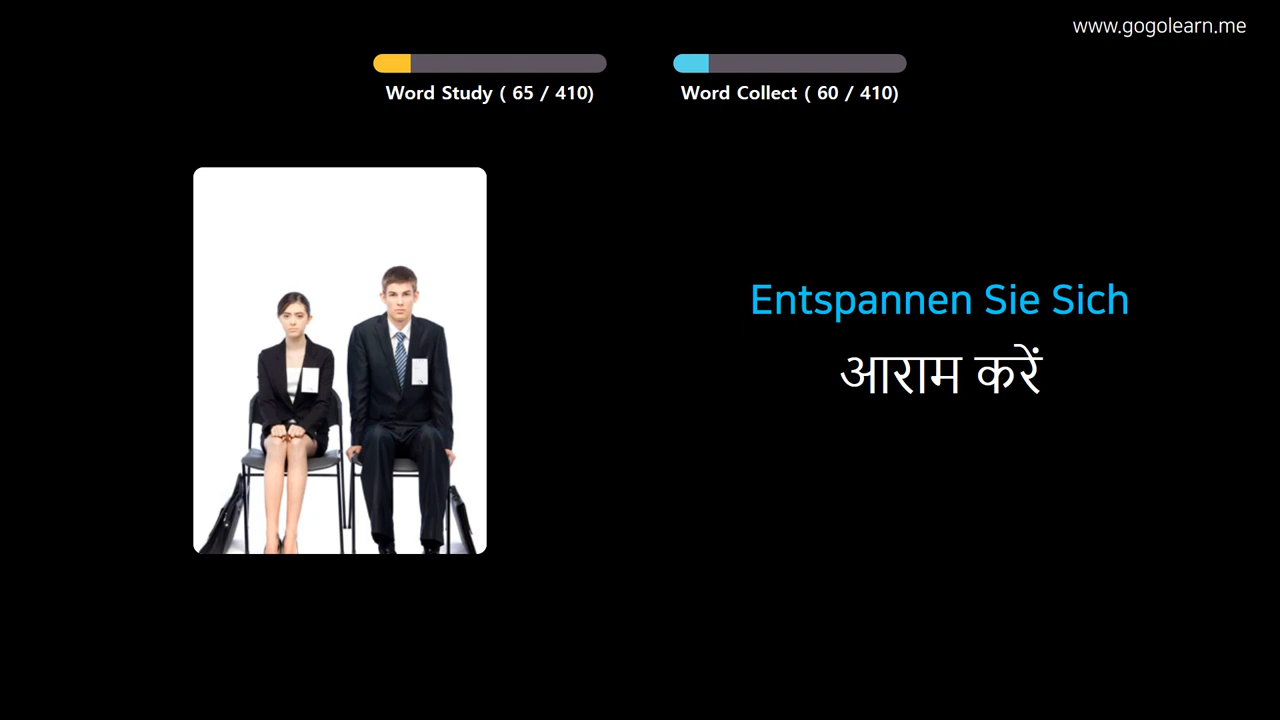 www.gogolearn.me
Word Study ( 65 / 410)
Word Collect ( 60 / 410)
Entspannen Sie Sich
आराम करें